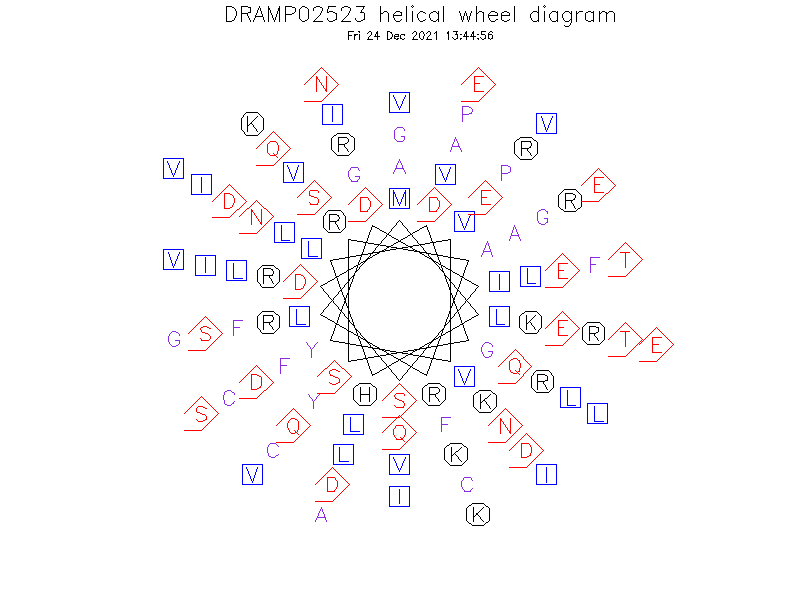 DRAMP02523 helical wheel diagram
Fri 24 Dec 2021 13:44:56
N E
V
I P
K V
G
R A
Q R
V A
V G V P
I E
D S M E R
D D
N R V G
L A
L A
V T
I F
L E
R L
D I
L L
R K
F E
S R
G T
E
Y G
F Q
S V
D R
H R
C L
Y S K
S L
Q L F N
Q
C L K D
V
V I
D C
I
A K